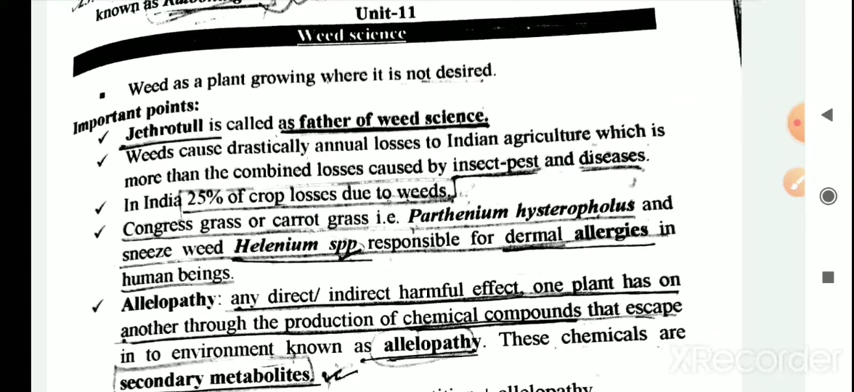 known as
Unit-11
Weed science
▪ Weed as a plant growing where it is not desired.
Important points:
✓ Jethrotull is called as father of weed science.
✓ Weeds cause drastically annual losses to Indian agriculture which is
more than the combined losses caused by insect-pest and diseases.
✓ In India 25% of crop losses due to weeds.
✓ Congress grass or carrot grass i.e. Parthenium hysteropholus and
sneeze weed Helenium spp. responsible for dermal allergies in
human beings.
✓ Allelopathy: any direct/ indirect harmful effect, one plant has on
another through the production of chemical compounds that escape
in to environment known as allelopathy. These chemicals are
secondary metabolites.
allelopathy
XRecorder